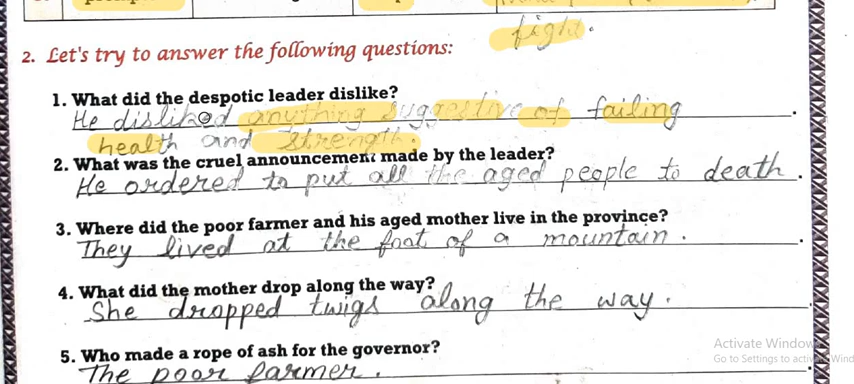 fight.
2. Let's try to answer the following questions:
1. What did the despotic leader dislike?
He disliked anything suggestive of failing
health and strength.
2. What was the cruel announcement made by the leader?
He ordered to put all the aged people to death.
3. Where did the poor farmer and his aged mother live in the province?
They lived at the foot of a mountain.
4. What did the mother drop along the way?
She dropped twigs along the way.
5. Who made a rope of ash for the governor?
The poor farmer.
Activate Window
Go to Settings to activ Wind